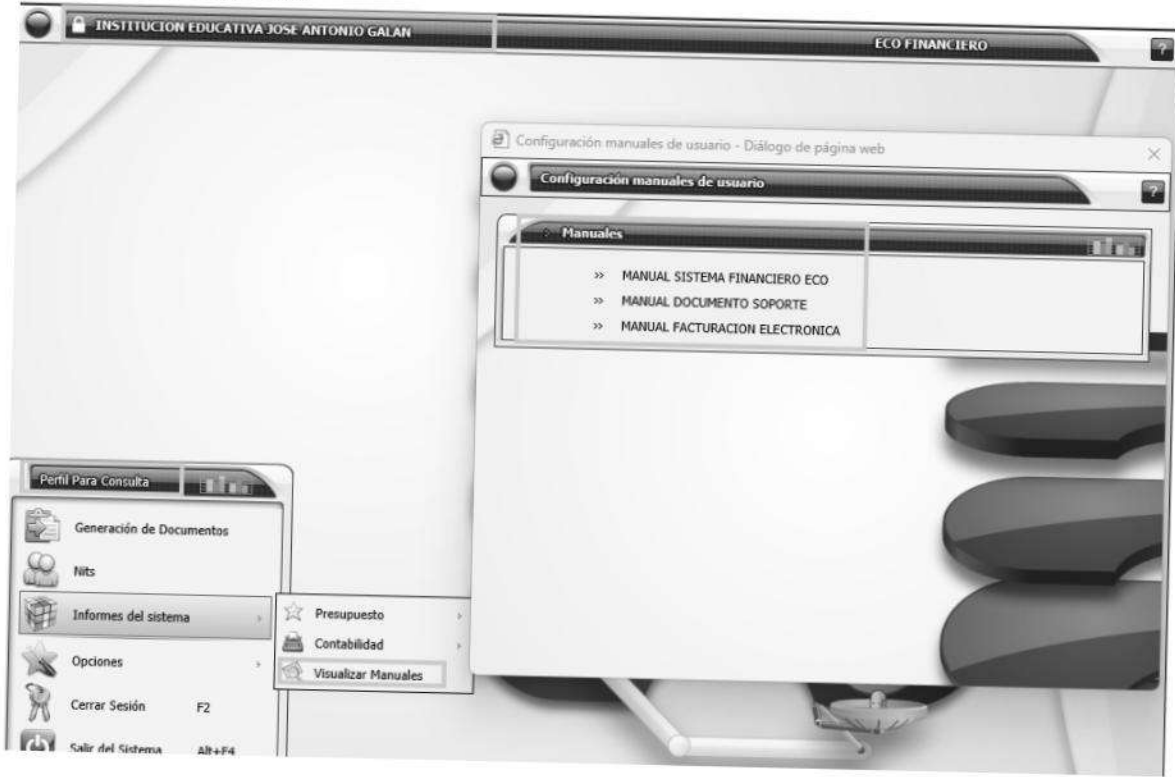 INSTITUCION EDUCATIVA JOSE ANTONIO GALAN
ECO FINANCIERO
?
Configuración manuales de usuario - Diálogo de página web
Configuración manuales de usuario
?
Manuales
» MANUAL SISTEMA FINANCIERO ECO
» MANUAL DOCUMENTO SOPORTE
» MANUAL FACTURACION ELECTRONICA
Perfil Para Consulta
Generación de Documentos
Nits
Informes del sistema
Opciones
Cerrar Sesión F2
Salir del Sistema Alt+F4
Presupuesto
Contabilidad
Visualizar Manuales